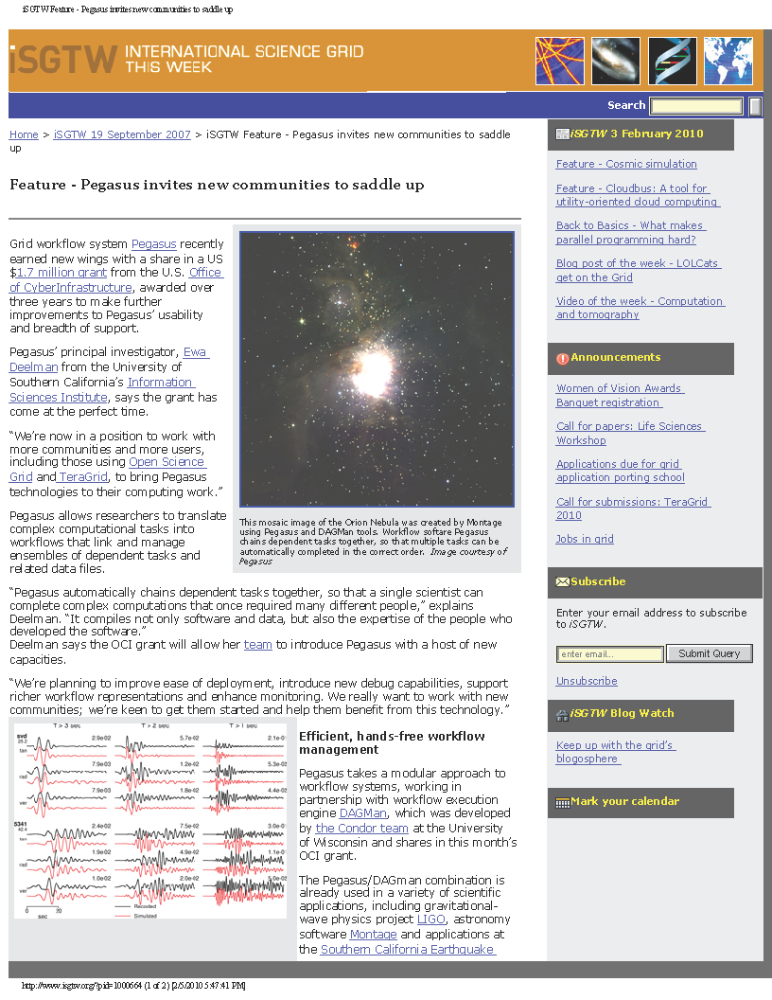 iSGTW Feature - Pegasus invites new communities to saddle up
iSGTW INTERNATIONAL SCIENCE GRID
THIS WEEK
Search
Home > iSGTW 19 September 2007 > iSGTW Feature - Pegasus invites new communities to saddle
up
Feature - Pegasus invites new communities to saddle up
Grid workflow system Pegasus recently
earned new wings with a share in a US
$1.7 million grant from the U.S. Office
of CyberInfrastructure, awarded over
three years to make further
improvements to Pegasus’ usability
and breadth of support.
Pegasus’ principal investigator, Ewa
Deelman from the University of
Southern California’s Information
Sciences Institute, says the grant has
come at the perfect time.
“We’re now in a position to work with
more communities and more users,
including those using Open Science
Grid and TeraGrid, to bring Pegasus
technologies to their computing work.”
Pegasus allows researchers to translate
complex computational tasks into
workflows that link and manage
ensembles of dependent tasks and
related data files.
This mosaic image of the Orion Nebula was created by Montage
using Pegasus and DAGMan tools. Workflow softare Pegasus
chains dependent tasks together, so that multiple tasks can be
automatically completed in the correct order. Image courtesy of
Pegasus
“Pegasus automatically chains dependent tasks together, so that a single scientist can
complete complex computations that once required many different people,” explains
Deelman. “It compiles not only software and data, but also the expertise of the people who
developed the software.”
Deelman says the OCI grant will allow her team to introduce Pegasus with a host of new
capacities.
“We’re planning to improve ease of deployment, introduce new debug capabilities, support
richer workflow representations and enhance monitoring. We really want to work with new
communities; we’re keen to get them started and help them benefit from this technology.”
T > 3 sec T > 2 sec T > 1 sec
svd 2.9e-02 5.7e-02 2.1e-01
29.2
tan
7.9e-03 1.2e-02 5.3e-02
rad
7.9e-03 1.8e-02 4.4e-02
ver
5341 2.4e-02 7.5e-02 3.0e-01
42.4
tan
1.9e-02 4.9e-02 1.1e-01
rad
1.0e-02 2.0e-02 5.0e-02
ver
Recorded
Simulated
0 20
sec
Efficient, hands-free workflow
management
Pegasus takes a modular approach to
workflow systems, working in
partnership with workflow execution
engine DAGMan, which was developed
by the Condor team at the University
of Wisconsin and shares in this month’s
OCI grant.
The Pegasus/DAGman combination is
already used in a variety of scientific
applications, including gravitational-
wave physics project LIGO, astronomy
software Montage and applications at
the Southern California Earthquake
iSGTW 3 February 2010
Feature - Cosmic simulation
Feature - Cloudbus: A tool for
utility-oriented cloud computing
Back to Basics - What makes
parallel programming hard?
Blog post of the week - LOLCats
get on the Grid
Video of the week - Computation
and tomography
Announcements
Women of Vision Awards
Banquet registration
Call for papers: Life Sciences
Workshop
Applications due for grid
application porting school
Call for submissions: TeraGrid
2010
Jobs in grid
Subscribe
Enter your email address to subscribe
to iSGTW.
enter email... Submit Query
Unsubscribe
iSGTW Blog Watch
Keep up with the grid’s
blogosphere
Mark your calendar
http://www.isgtw.org/?pid=1000664 (1 of 2) [2/5/2010 5:47:41 PM]